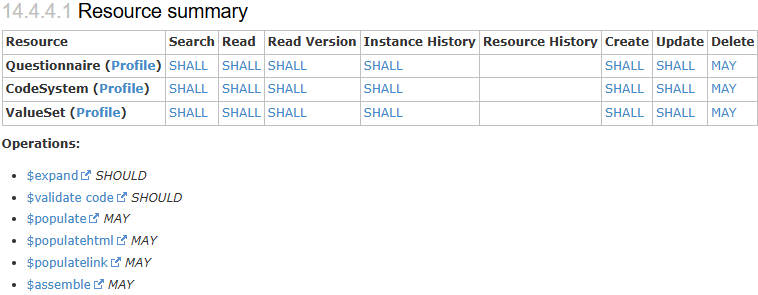 14.4.4.1 Resource summary
Resource Search Read Read Version Instance History Resource History Create Update Delete
Questionnaire (Profile) SHALL SHALL SHALL SHALL SHALL SHALL MAY
CodeSystem (Profile) SHALL SHALL SHALL SHALL SHALL SHALL MAY
ValueSet (Profile) SHALL SHALL SHALL SHALL SHALL SHALL MAY
Operations:
$expand SHOULD
$validate code SHOULD
$populate MAY
$populatehtml MAY
$populatelink MAY
$assemble MAY